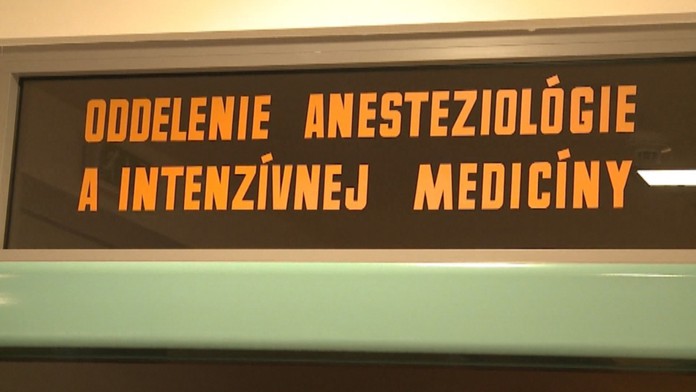 ODDELENIE ANESTEZIOLÓGIE
A INTENZÍVNEJ MEDICÍNY